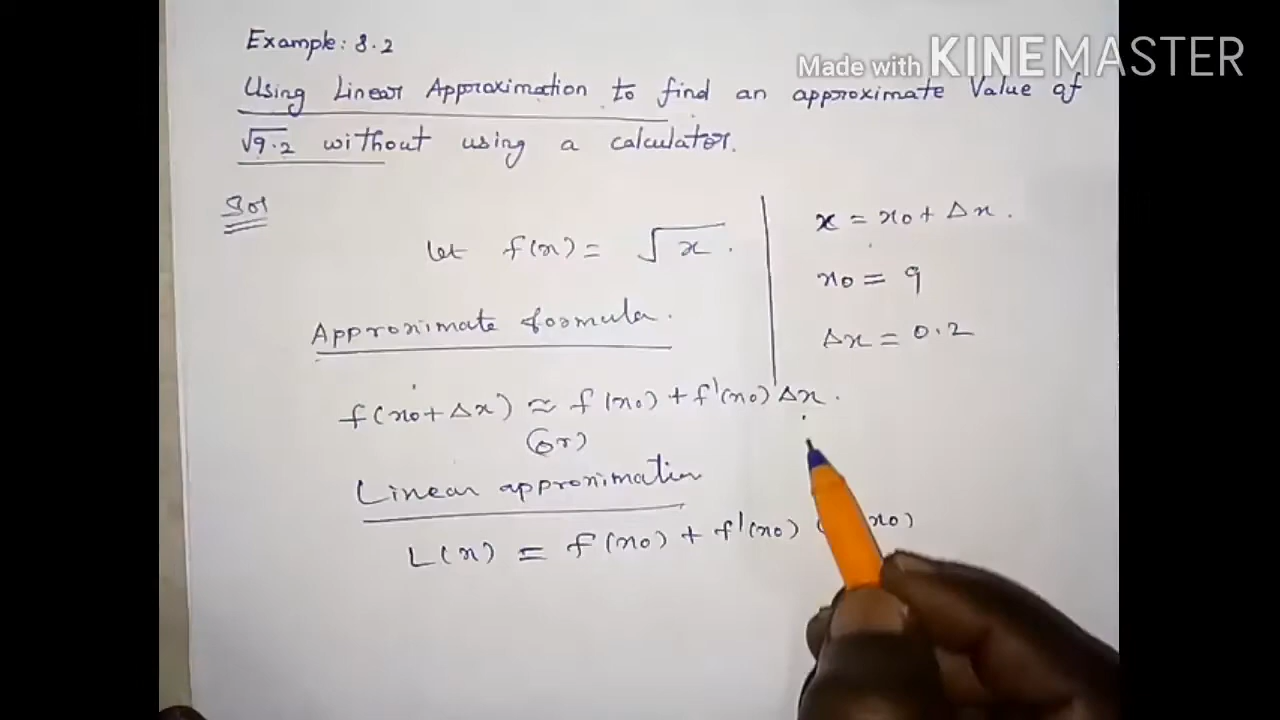 Example: 8.2
Made with KINEMASTER
Using Linear Approximation to find an approximate Value of
√9.2 without using a calculator.
Sol
let f(x) = √x.
x = x0 + Δx.
x0 = 9
Δx = 0.2
Approximate formula.
f(x0 + Δx) ≈ f(x0) + f'(x0) Δx.
(or)
Linear approximation
L(x) = f(x0) + f'(x0) ( x0)